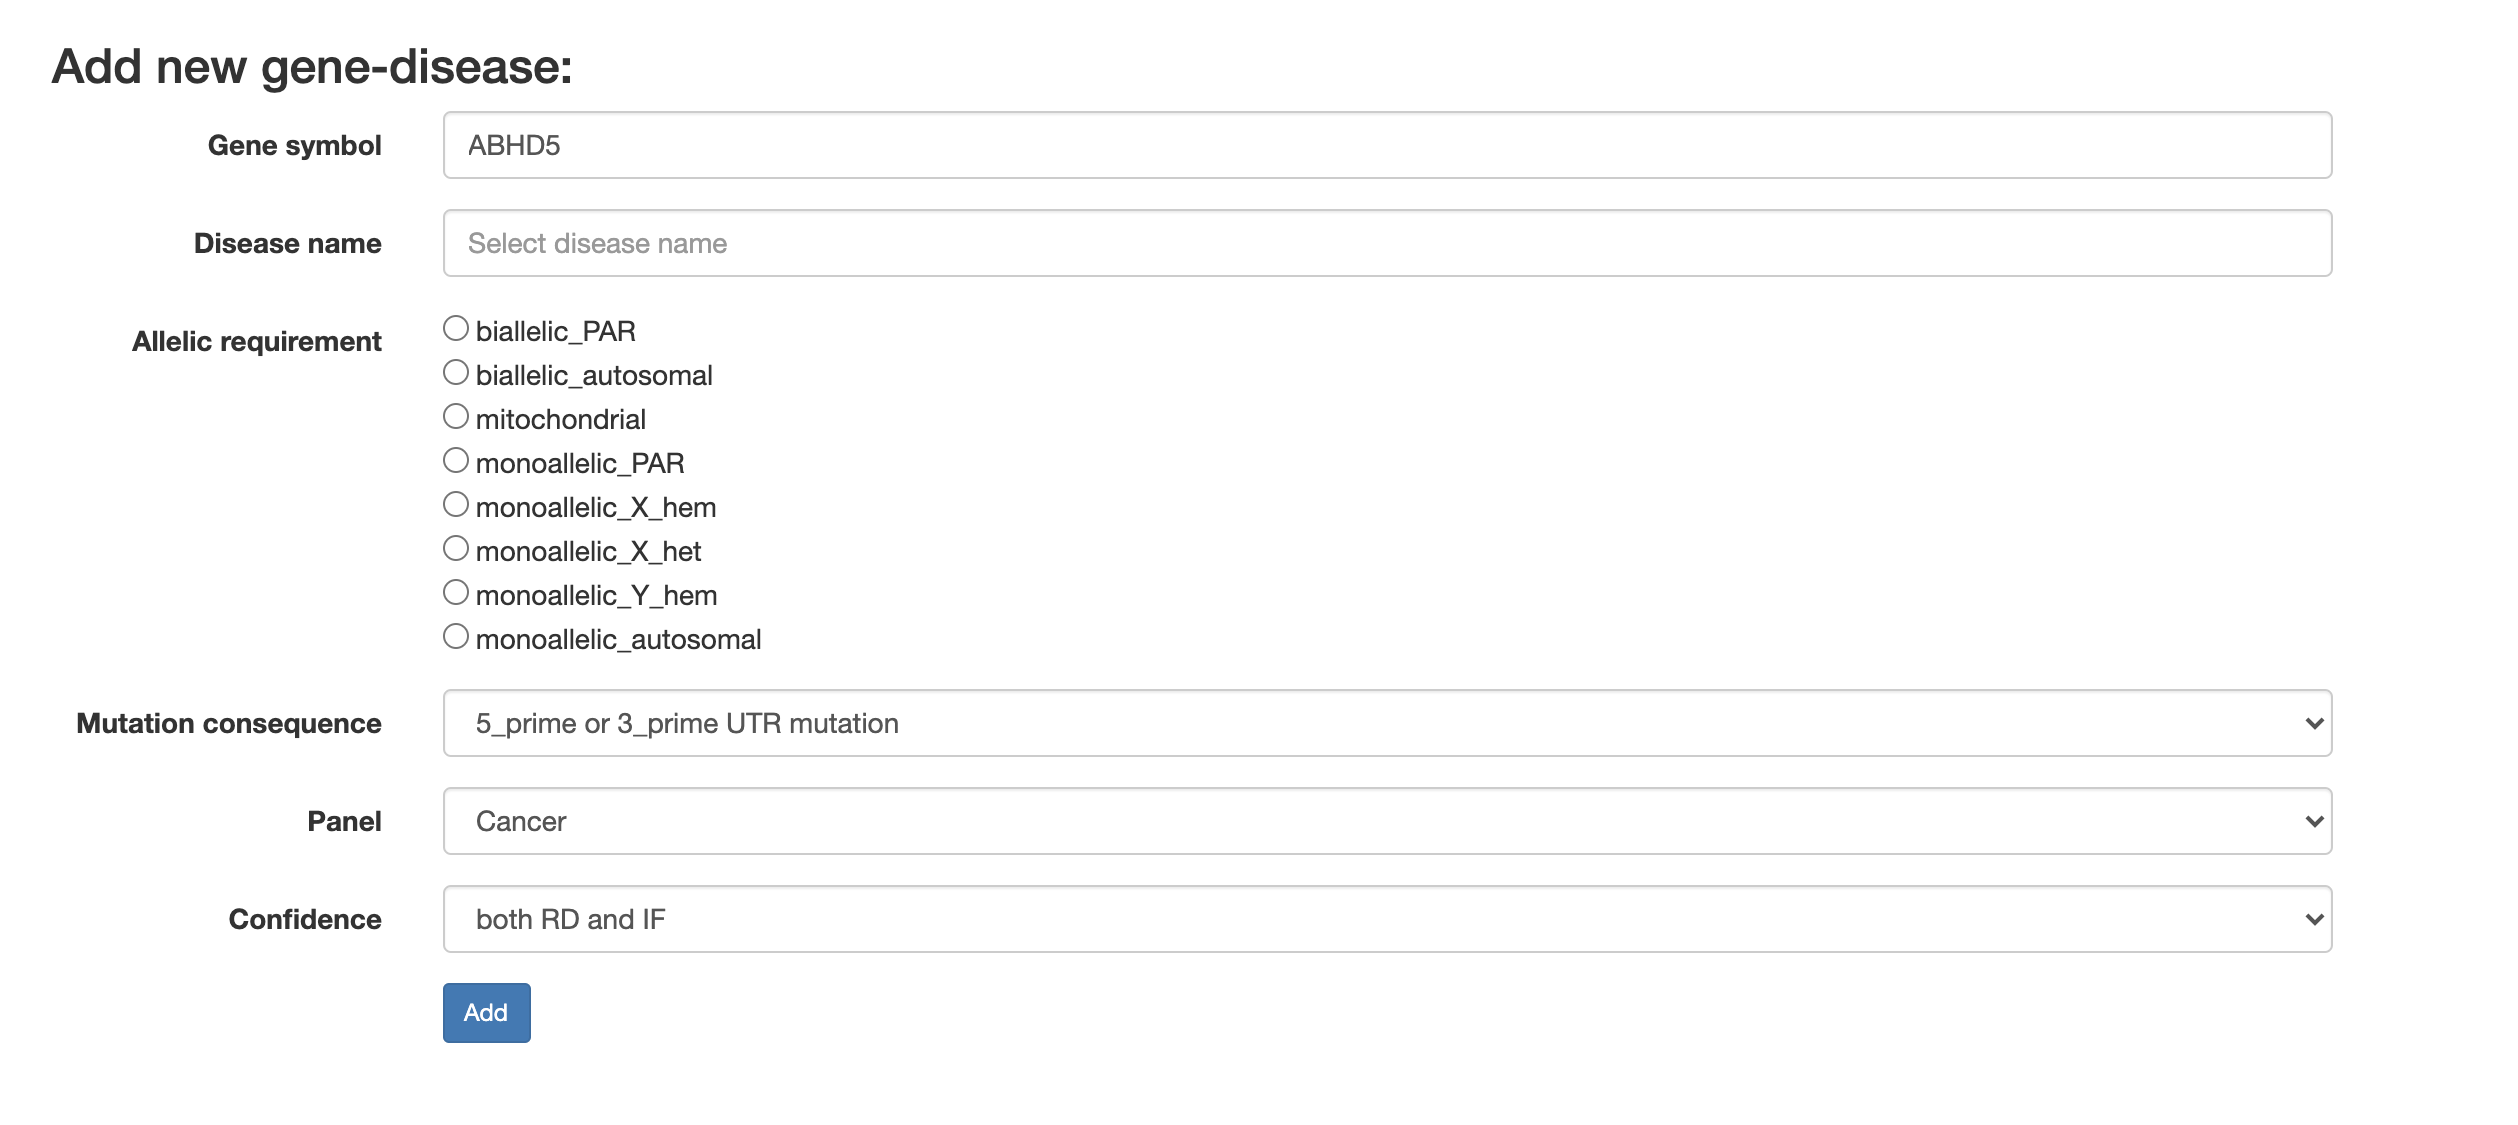 Add new gene-disease:
Gene symbol ABHD5
Disease name Select disease name
Allelic requirement biallelic_PAR
biallelic_autosomal
mitochondrial
monoallelic_PAR
monoallelic_X_hem
monoallelic_X_het
monoallelic_Y_hem
monoallelic_autosomal
Mutation consequence 5_prime or 3_prime UTR mutation
Panel Cancer
Confidence both RD and IF
Add